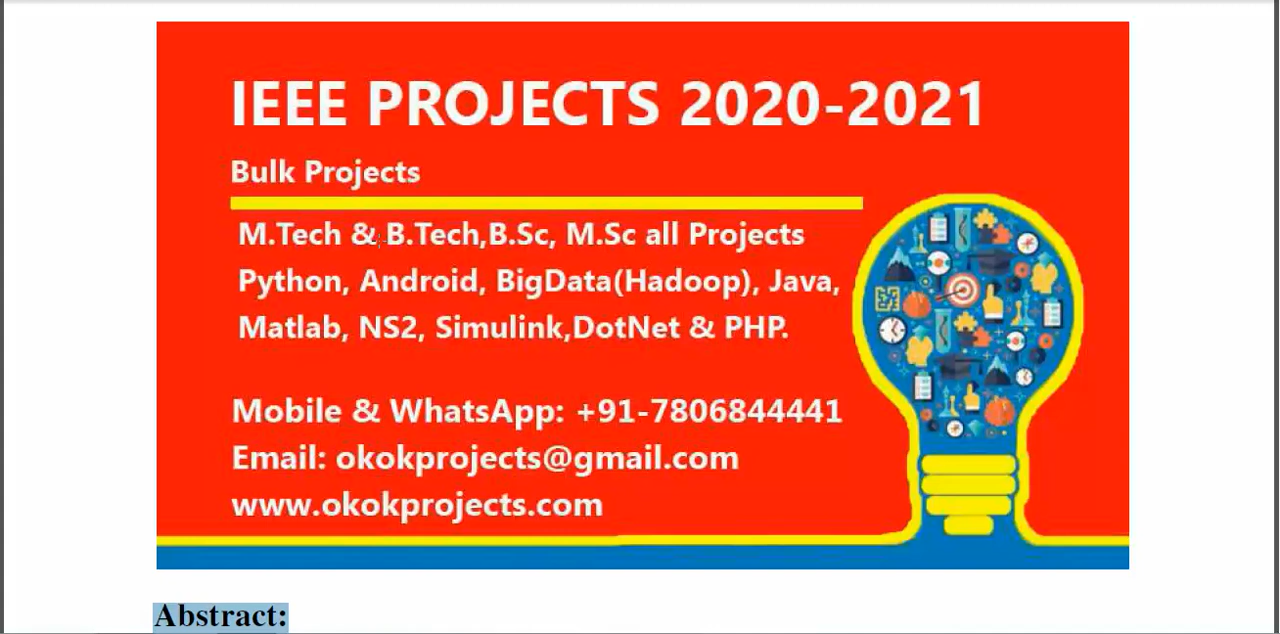 IEEE PROJECTS 2020-2021
Bulk Projects
M.Tech & B.Tech,B.Sc, M.Sc all Projects
Python, Android, BigData(Hadoop), Java,
Matlab, NS2, Simulink,DotNet & PHP.
Mobile & WhatsApp: +91-7806844441
Email: okokprojects@gmail.com
www.okokprojects.com
Abstract: